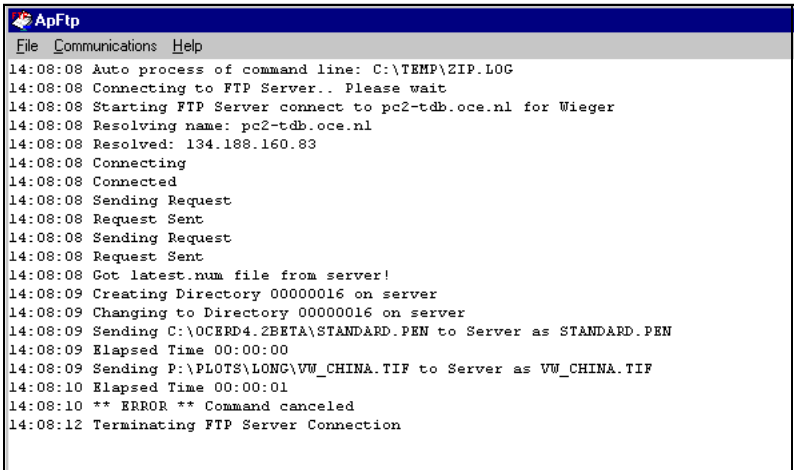 ApFtp
File Communications Help
14:08:08 Auto process of command line: C:\TEMP\ZIP.LOG
14:08:08 Connecting to FTP Server.. Please wait
14:08:08 Starting FTP Server connect to pc2-tdb.oce.nl for Wieger
14:08:08 Resolving name: pc2-tdb.oce.nl
14:08:08 Resolved: 134.188.160.83
14:08:08 Connecting
14:08:08 Connected
14:08:08 Sending Request
14:08:08 Request Sent
14:08:08 Sending Request
14:08:08 Request Sent
14:08:08 Got latest.num file from server!
14:08:09 Creating Directory 00000016 on server
14:08:09 Changing to Directory 00000016 on server
14:08:09 Sending C:\OCERD4.2BETA\STANDARD.PEN to Server as STANDARD.PEN
14:08:09 Elapsed Time 00:00:00
14:08:09 Sending P:\PLOTS\LONG\VW_CHINA.TIF to Server as VW_CHINA.TIF
14:08:10 Elapsed Time 00:00:01
14:08:10 ** ERROR ** Command canceled
14:08:12 Terminating FTP Server Connection